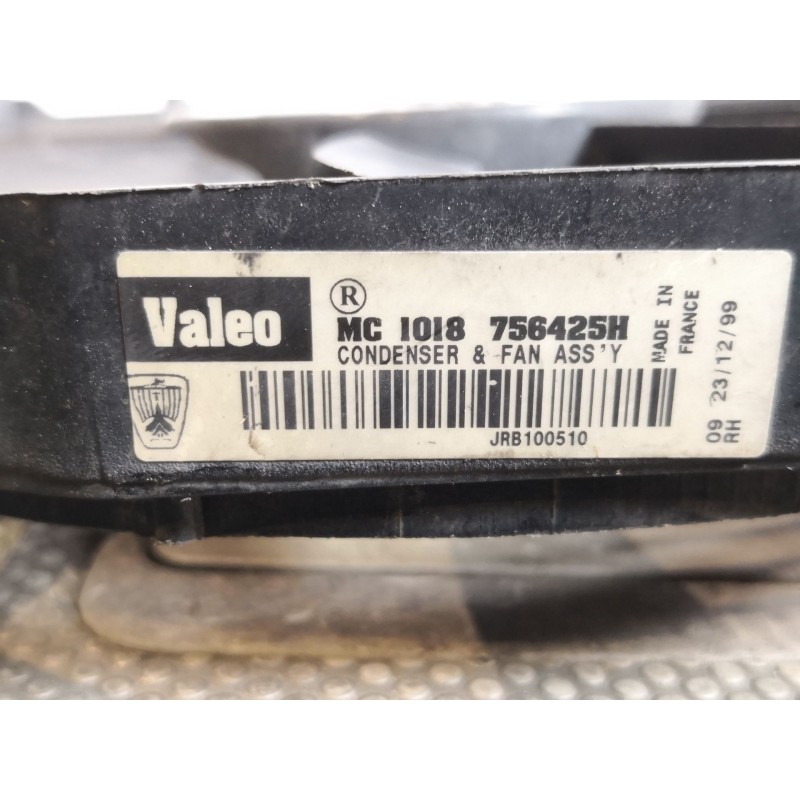 Valeo ®
MC 1018 756425H
CONDENSER & FAN ASS'Y
JRB100510
MADE IN
FRANCE
09 23/12/99
RH